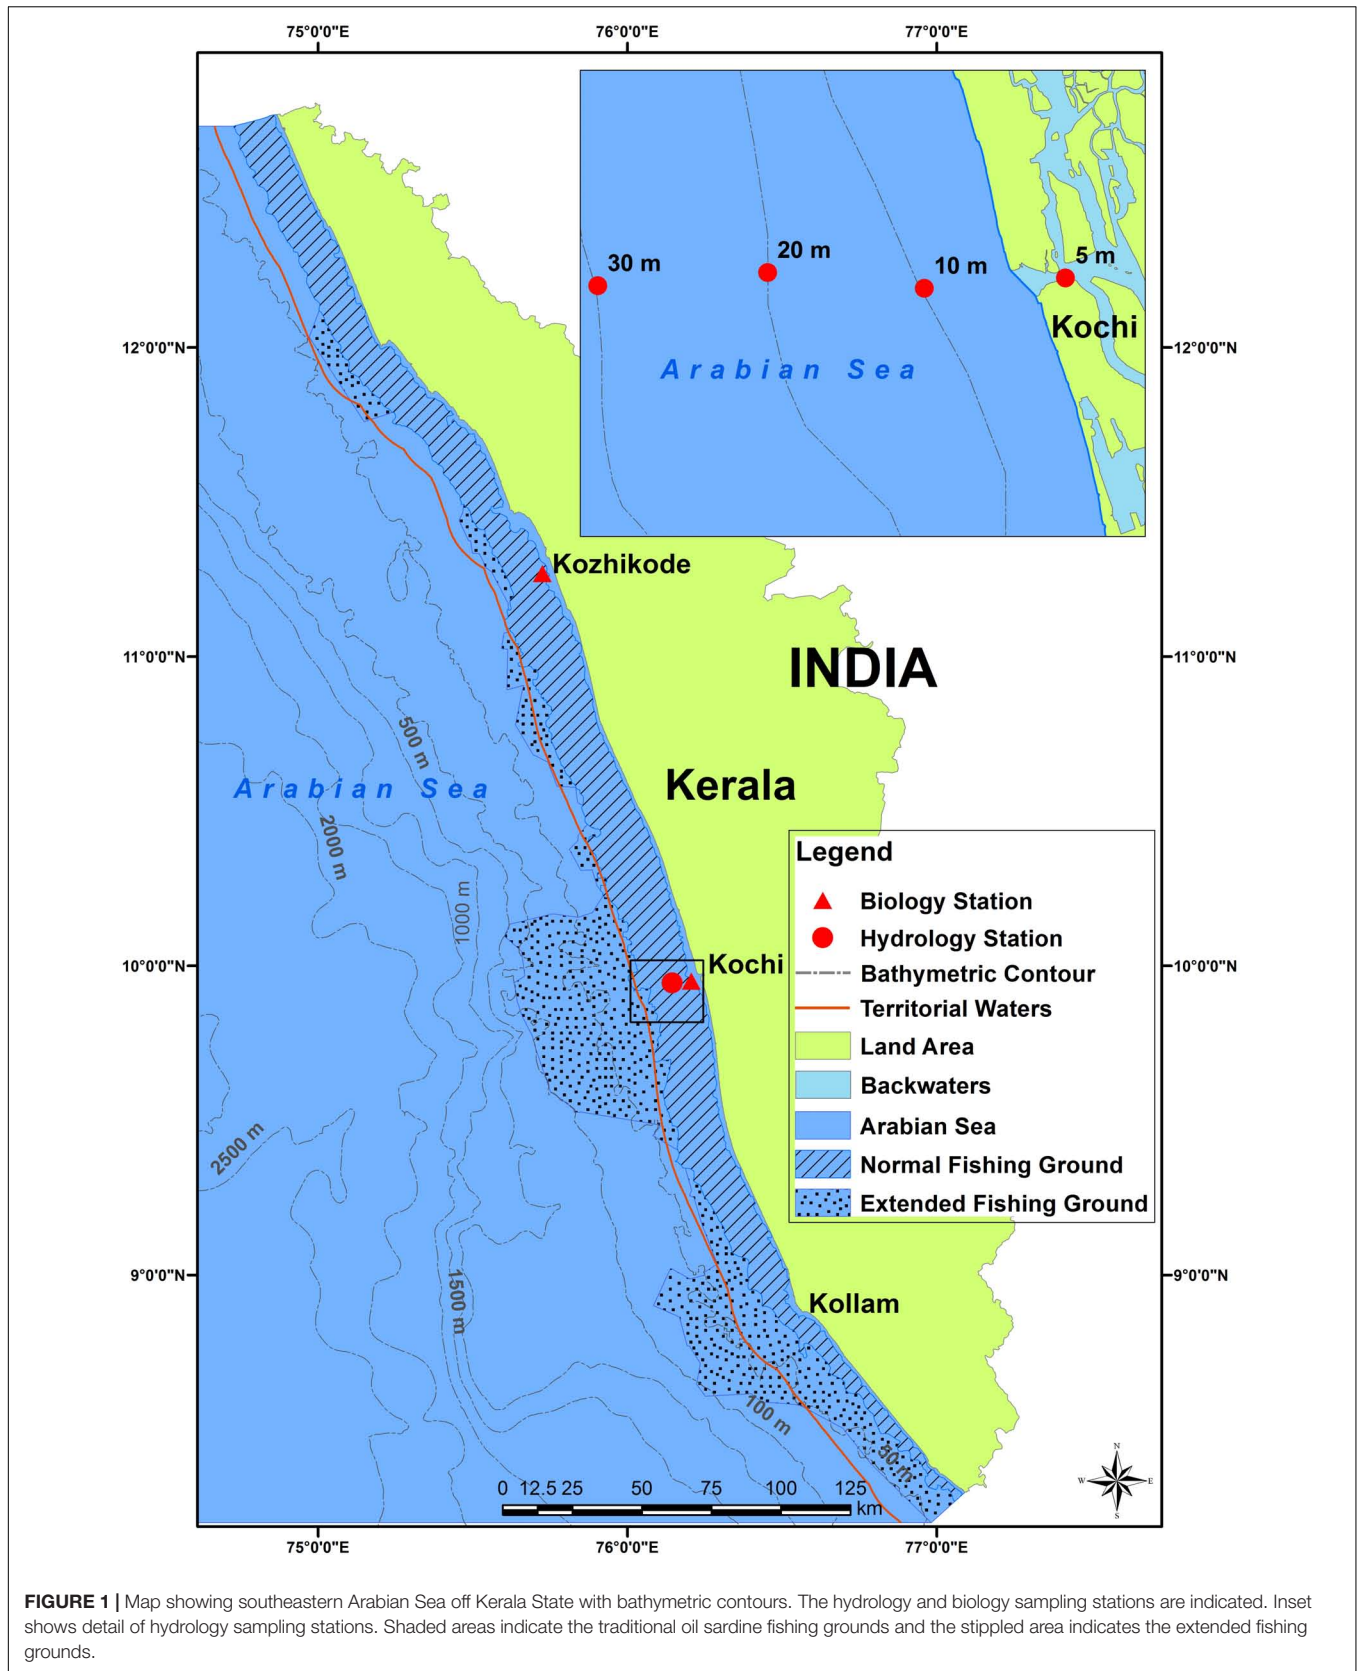 75°0'0"E 76°0'0"E 77°0'0"E
30 m
20 m
10 m
5 m
Kochi
Arabian Sea
12°0'0"N 12°0'0"N
Kozhikode
11°0'0"N 11°0'0"N
INDIA
500 m
Arabian Sea
Kerala
2000 m
1000 m
Legend
Biology Station
Hydrology Station
Bathymetric Contour
Territorial Waters
Land Area
Backwaters
Arabian Sea
Normal Fishing Ground
Extended Fishing Ground
10°0'0"N 10°0'0"N
Kochi
2500 m
9°0'0"N 9°0'0"N
1500 m
Kollam
100 m
50 m
N
W E
S
0 12.5 25 50 75 100 125
km
75°0'0"E 76°0'0"E 77°0'0"E
FIGURE 1 | Map showing southeastern Arabian Sea off Kerala State with bathymetric contours. The hydrology and biology sampling stations are indicated. Inset
shows detail of hydrology sampling stations. Shaded areas indicate the traditional oil sardine fishing grounds and the stippled area indicates the extended fishing
grounds.